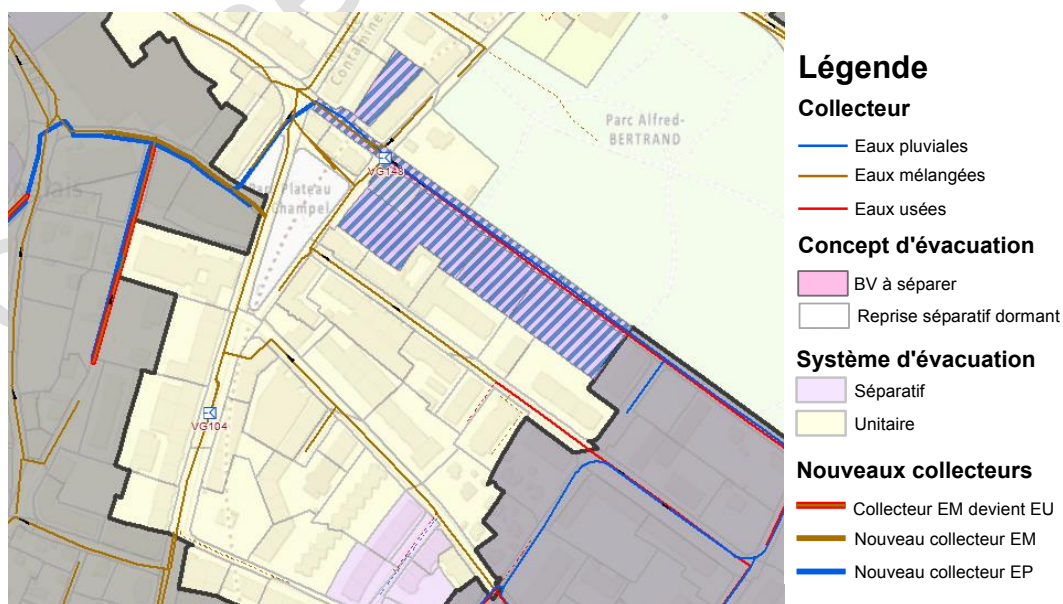 Contamine
Parc Alfred-
BERTRAND
VG148
Plateau
Champel
VG104
Légende
Collecteur
Eaux pluviales
Eaux mélangées
Eaux usées
Concept d'évacuation
BV à séparer
Reprise séparatif dormant
Système d'évacuation
Séparatif
Unitaire
Nouveaux collecteurs
Collecteur EM devient EU
Nouveau collecteur EM
Nouveau collecteur EP